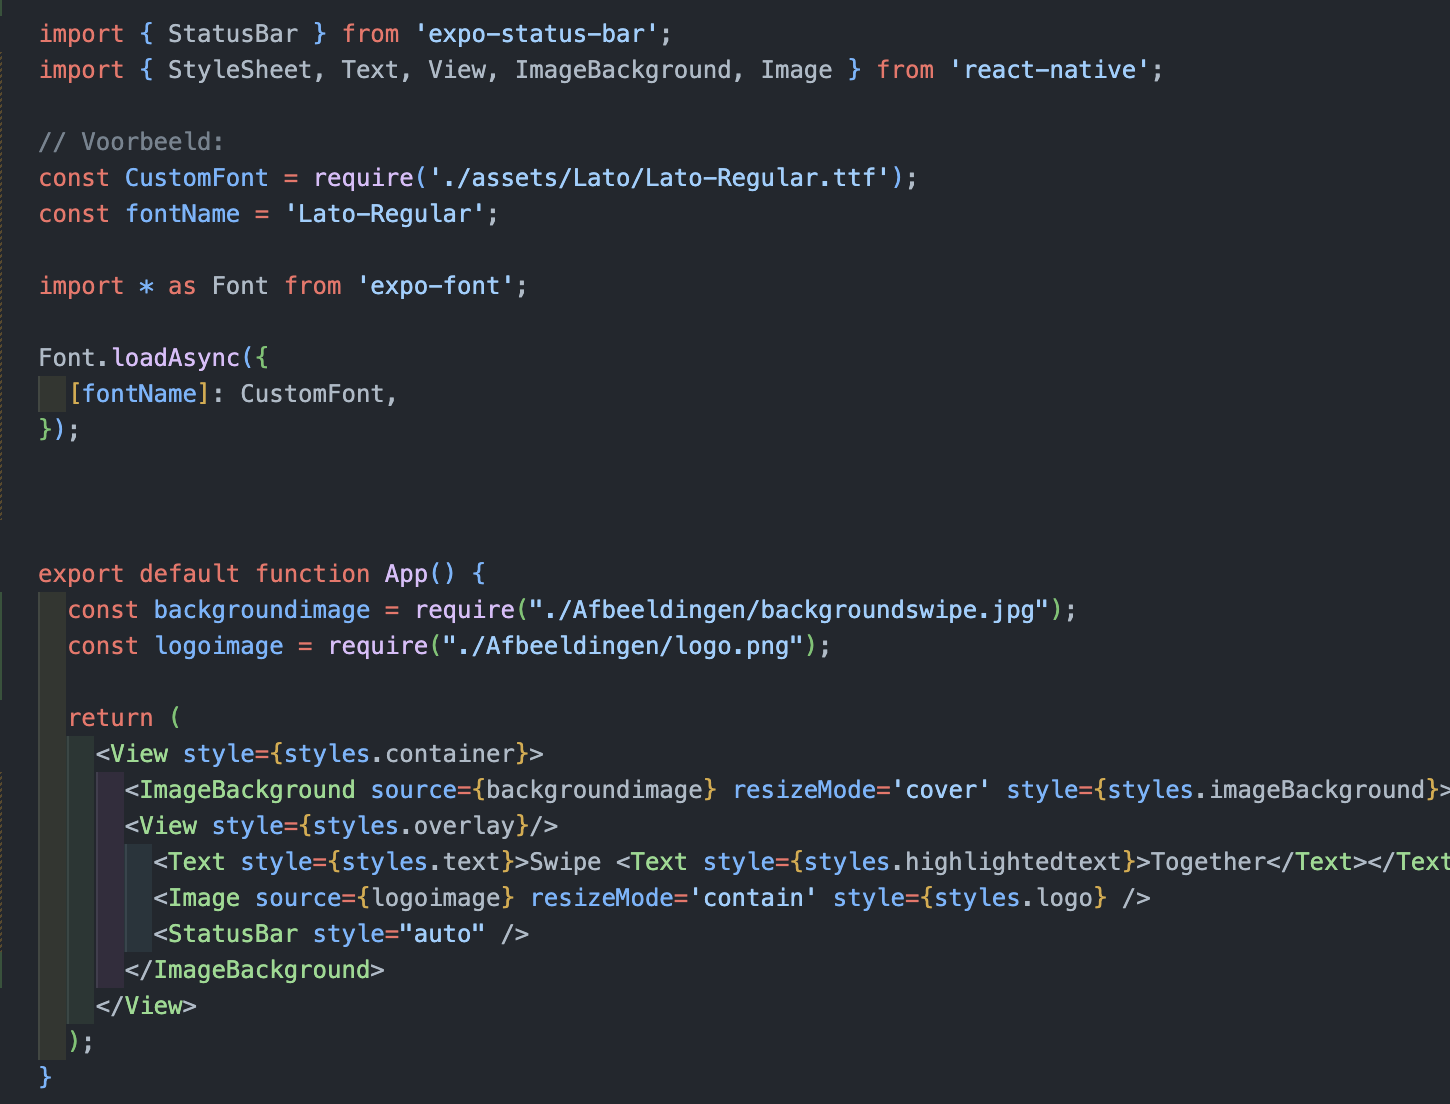 import { StatusBar } from 'expo-status-bar';
import { StyleSheet, Text, View, ImageBackground, Image } from 'react-native';
// Voorbeeld:
const CustomFont = require('./assets/Lato/Lato-Regular.ttf');
const fontName = 'Lato-Regular';
import * as Font from 'expo-font';
Font.loadAsync({
  [fontName]: CustomFont,
});
export default function App() {
  const backgroundimage = require("./Afbeeldingen/backgroundswipe.jpg");
  const logoimage = require("./Afbeeldingen/logo.png");
  return (
    <View style={styles.container}>
      <ImageBackground source={backgroundimage} resizeMode='cover' style={styles.imageBackground}>
      <View style={styles.overlay}/>
        <Text style={styles.text}>Swipe <Text style={styles.highlightedtext}>Together</Text></Text
        <Image source={logoimage} resizeMode='contain' style={styles.logo} />
        <StatusBar style="auto" />
      </ImageBackground>
    </View>
  );
}